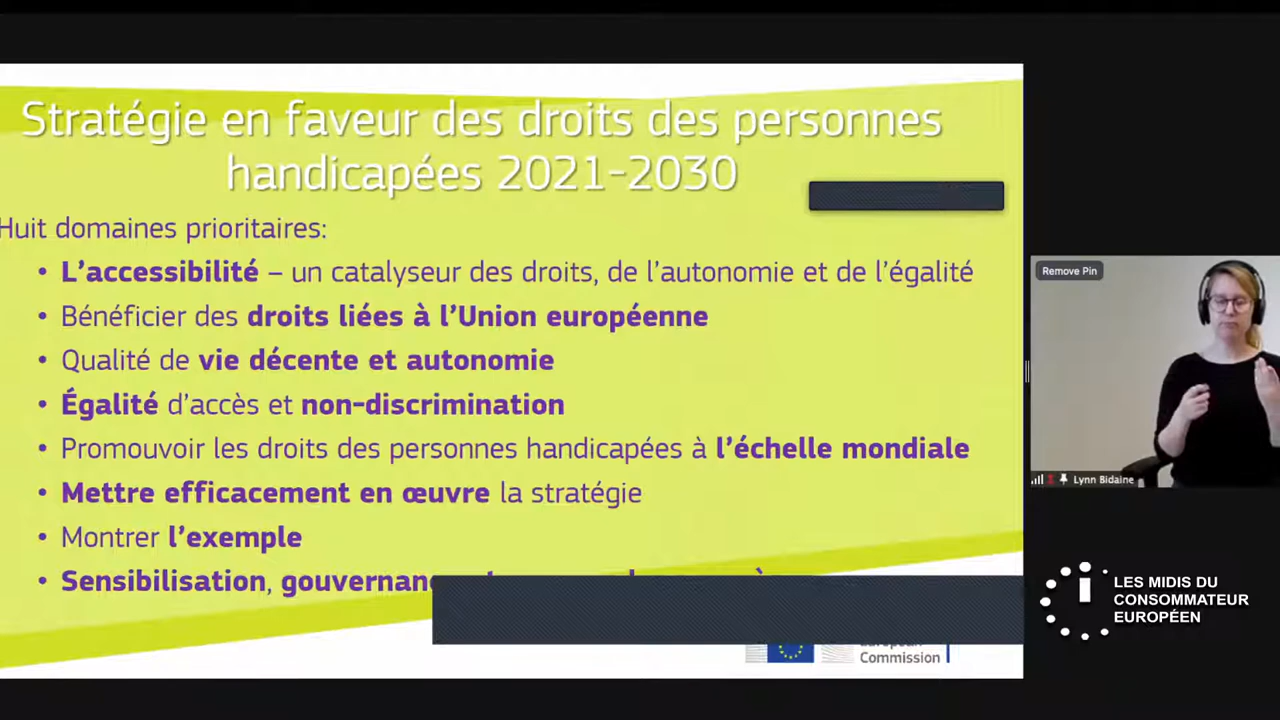 Stratégie en faveur des droits des personnes
handicapées 2021-2030
Huit domaines prioritaires:
• L’accessibilité – un catalyseur des droits, de l’autonomie et de l’égalité
• Bénéficier des droits liées à l’Union européenne
• Qualité de vie décente et autonomie
• Égalité d’accès et non-discrimination
• Promouvoir les droits des personnes handicapées à l’échelle mondiale
• Mettre efficacement en œuvre la stratégie
• Montrer l’exemple
• Sensibilisation,
Commission
Remove Pin
Lynn Bidaine
LES MIDIS DU
CONSOMMATEUR
EUROPÉEN